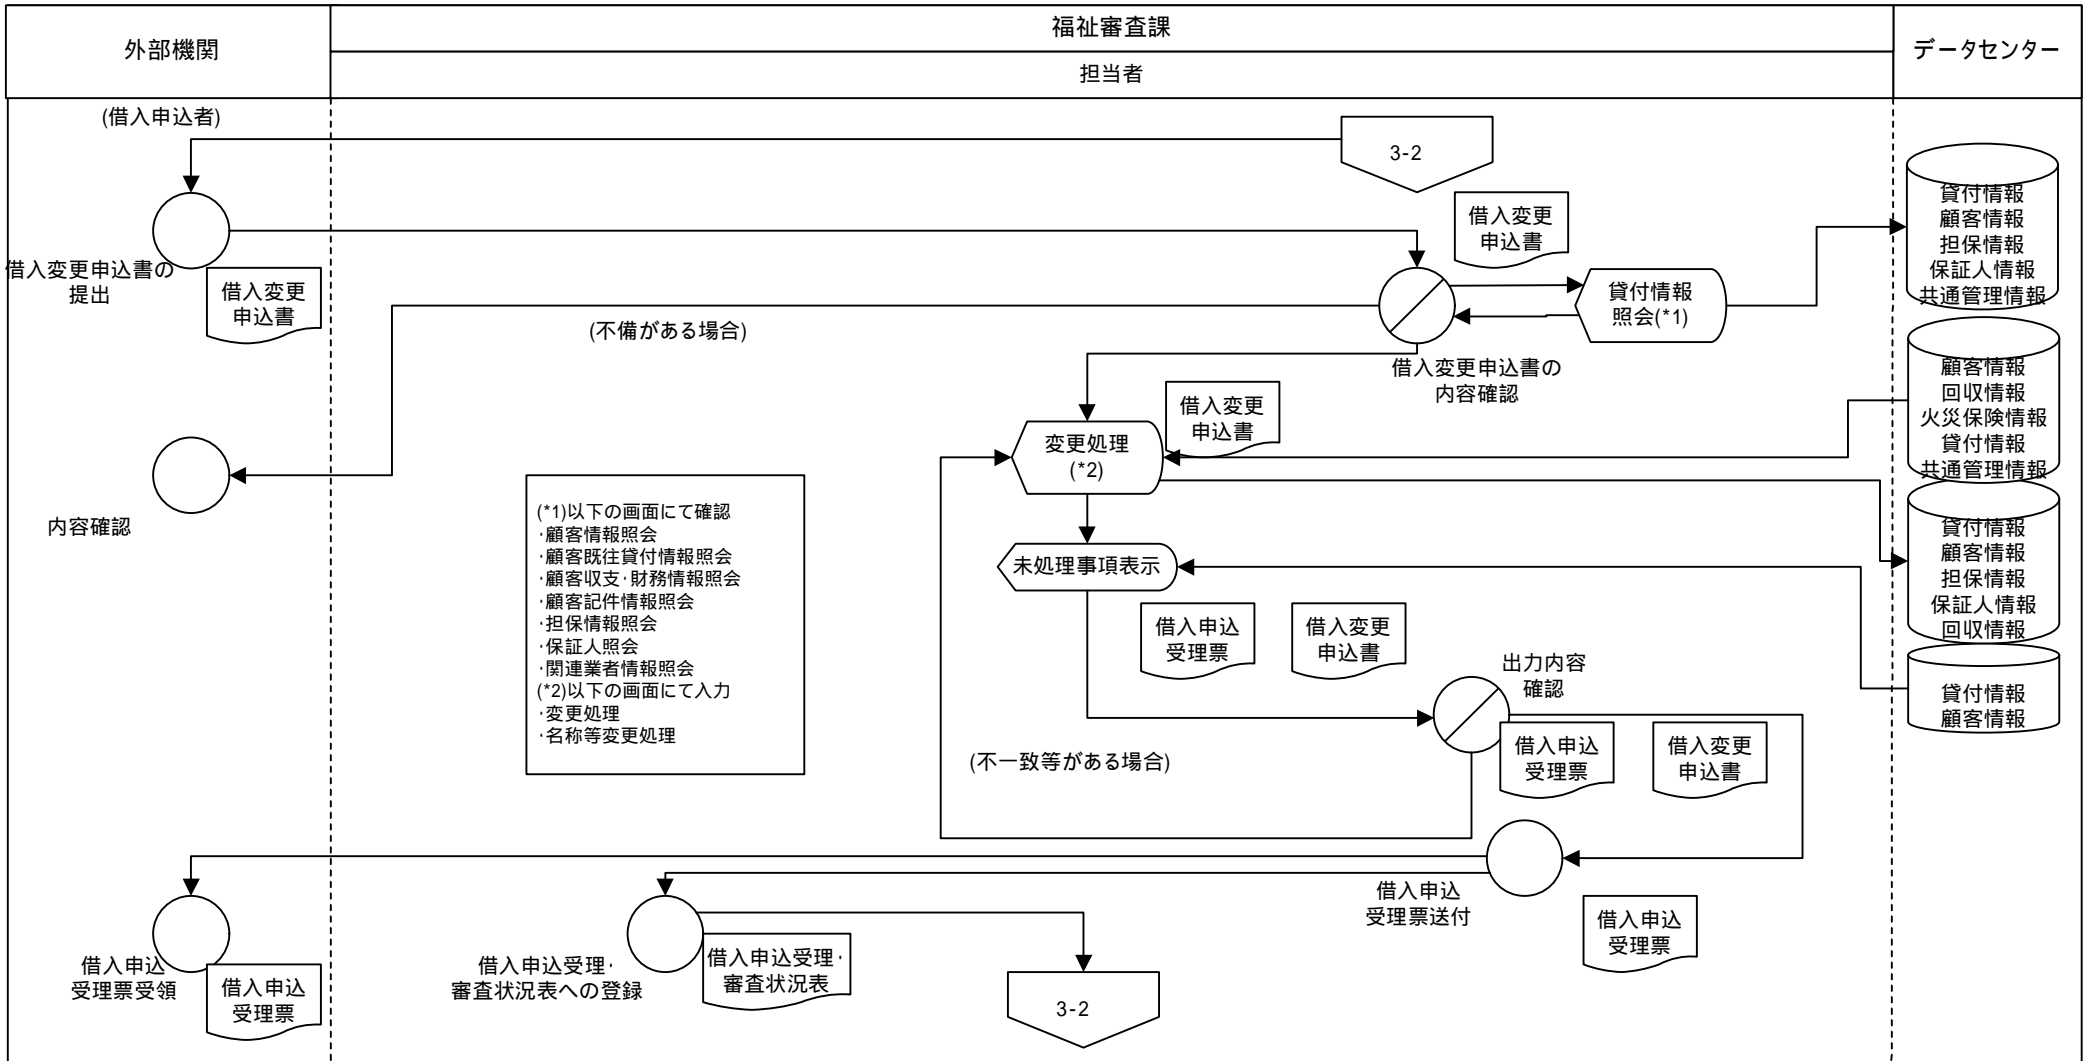 外部機関
福祉審査課
担当者
データセンター
(借入申込者)
3-2
借入変更
申込書
貸付情報
顧客情報
担保情報
保証人情報
共通管理情報
借入変更申込書の
提出
借入変更
申込書
(不備がある場合)
貸付情報
照会(*1)
借入変更申込書の
内容確認
顧客情報
回収情報
火災保険情報
貸付情報
共通管理情報
借入変更
申込書
変更処理
(*2)
内容確認
(*1)以下の画面にて確認
・顧客情報照会
・顧客既往貸付情報照会
・顧客収支・財務情報照会
・顧客記件情報照会
・担保情報照会
・保証人照会
・関連業者情報照会
(*2)以下の画面にて入力
・変更処理
・名称等変更処理
未処理事項表示
貸付情報
顧客情報
担保情報
保証人情報
回収情報
借入申込
受理票
借入変更
申込書
出力内容
確認
貸付情報
顧客情報
(不一致等がある場合)
借入申込
受理票
借入変更
申込書
借入申込
受理票送付
借入申込
受理票
借入申込
受理票受領
借入申込
受理票
借入申込受理・
審査状況表への登録
借入申込受理・
審査状況表
3-2